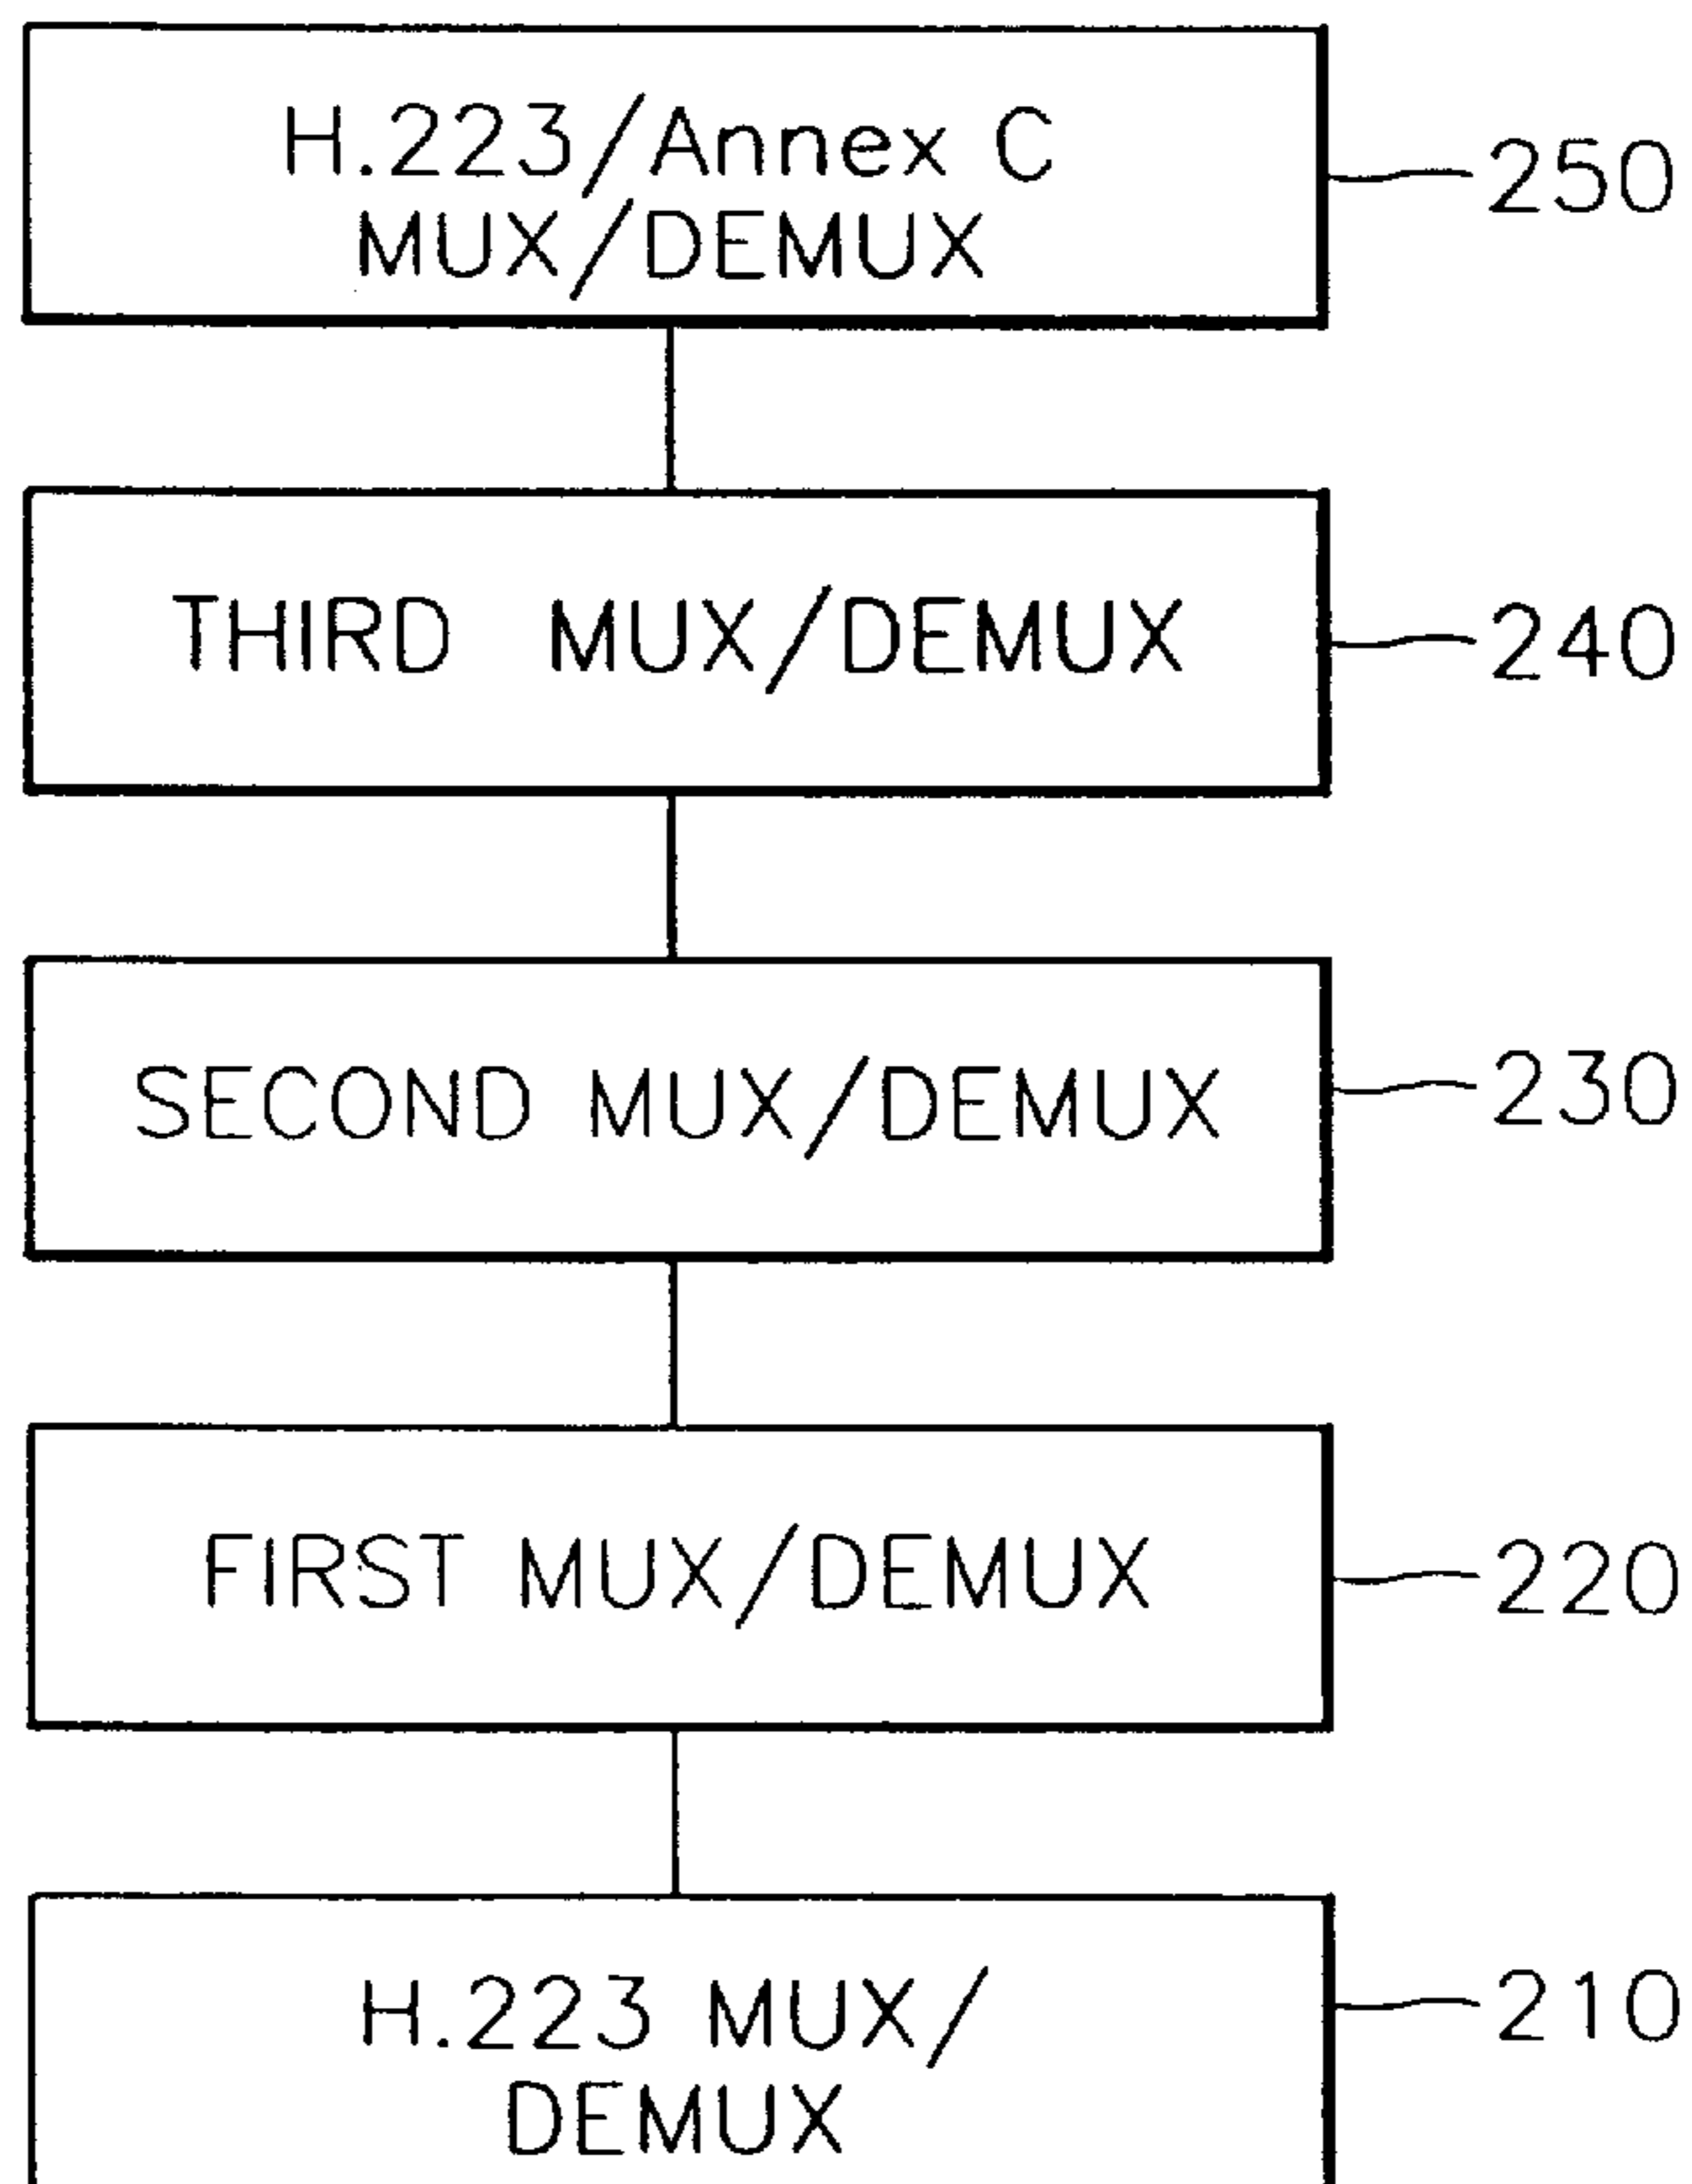 H.223/Annex C
MUX/DEMUX
250
THIRD MUX/DEMUX
240
SECOND MUX/DEMUX
230
FIRST MUX/DEMUX
220
H.223 MUX/
DEMUX
210